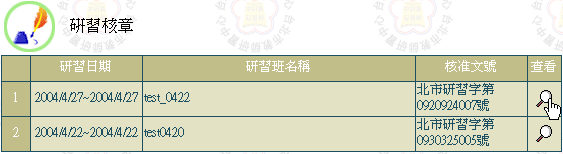 研習核章
研習日期 研習班名稱 核准文號 查看
1 2004/4/27~2004/4/27 test_0422 北市研習字第
0920924007號
2 2004/4/22~2004/4/22 test0420 北市研習字第
0930325005號